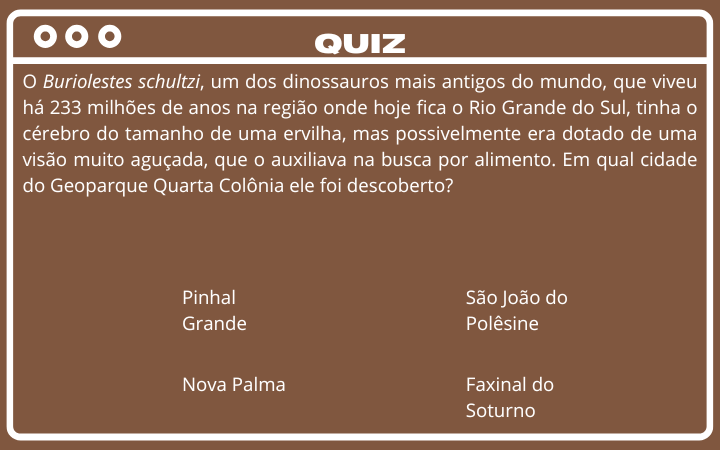 QUIZ
O Buriolestes schultzi, um dos dinossauros mais antigos do mundo, que viveu
há 233 milhões de anos na região onde hoje fica o Rio Grande do Sul, tinha o
cérebro do tamanho de uma ervilha, mas possivelmente era dotado de uma
visão muito aguçada, que o auxiliava na busca por alimento. Em qual cidade
do Geoparque Quarta Colônia ele foi descoberto?
Pinhal
Grande
São João do
Polêsine
Nova Palma
Faxinal do
Soturno